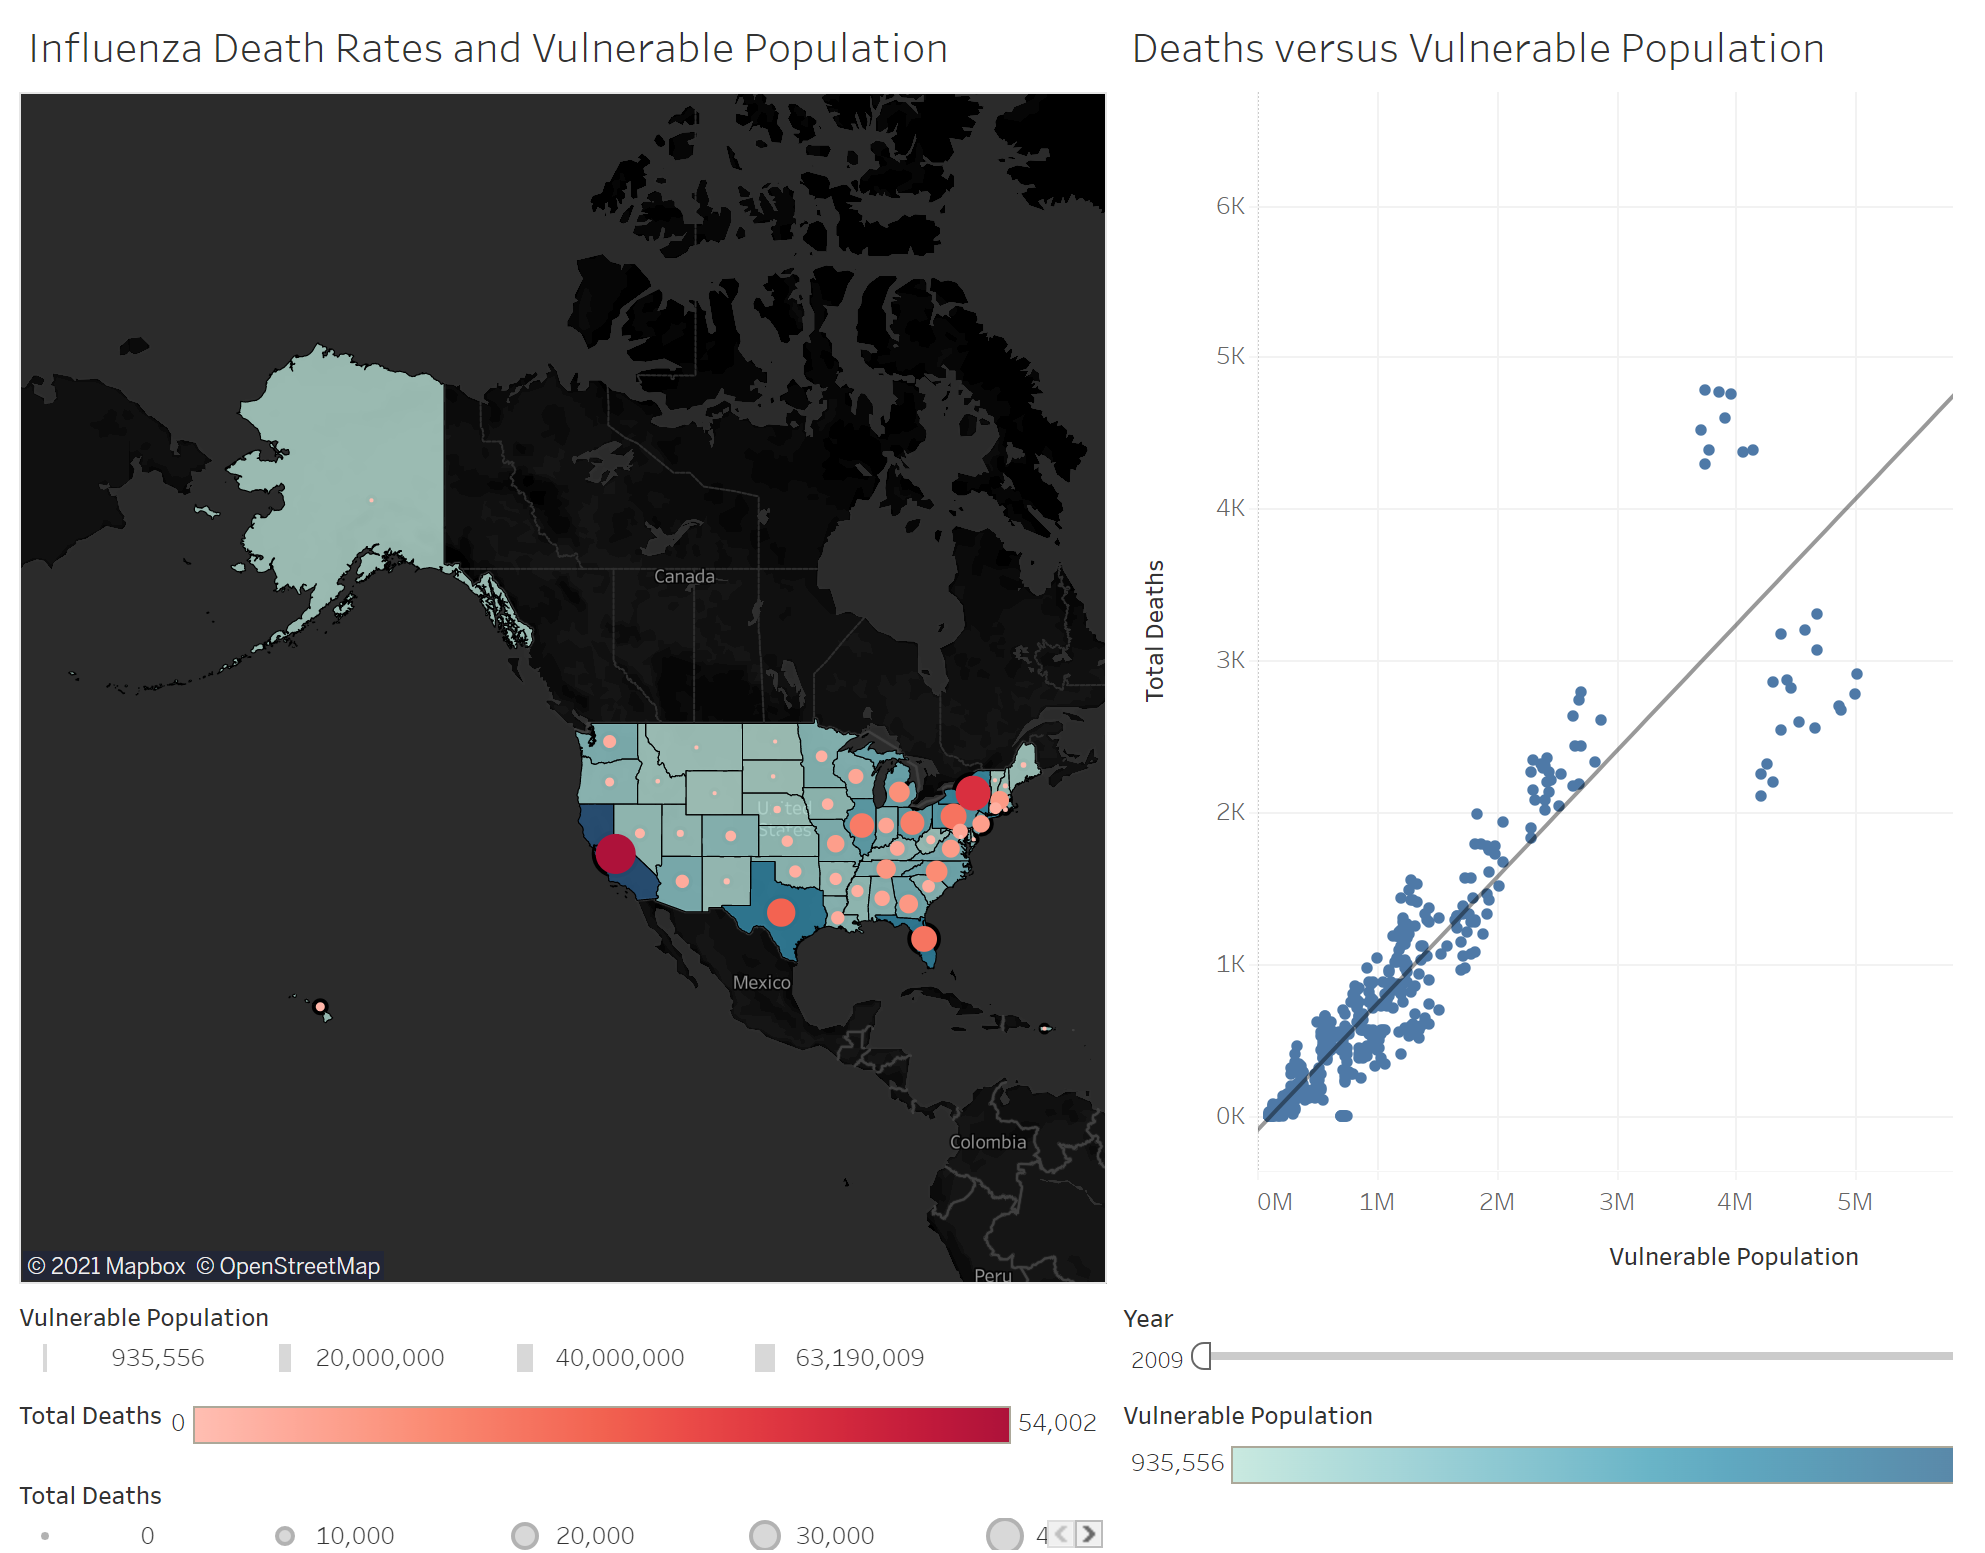 Influenza Death Rates and Vulnerable Population
Canada
United
States
Mexico
Colombia
Peru
© 2021 Mapbox © OpenStreetMap
Vulnerable Population
935,556 20,000,000 40,000,000 63,190,009
Total Deaths 0 54,002
Total Deaths
0 10,000 20,000 30,000 4
Deaths versus Vulnerable Population
Total Deaths
6K
5K
4K
3K
2K
1K
0K
0M 1M 2M 3M 4M 5M
Vulnerable Population
Year
2009
Vulnerable Population
935,556